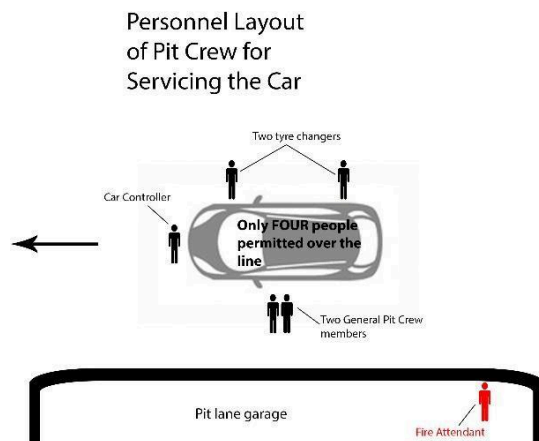 Personnel Layout
of Pit Crew for
Servicing the Car
Two tyre changers
Car Controller
Only FOUR people
permitted over the
line
Two General Pit Crew
members
Pit lane garage
Fire Attendant